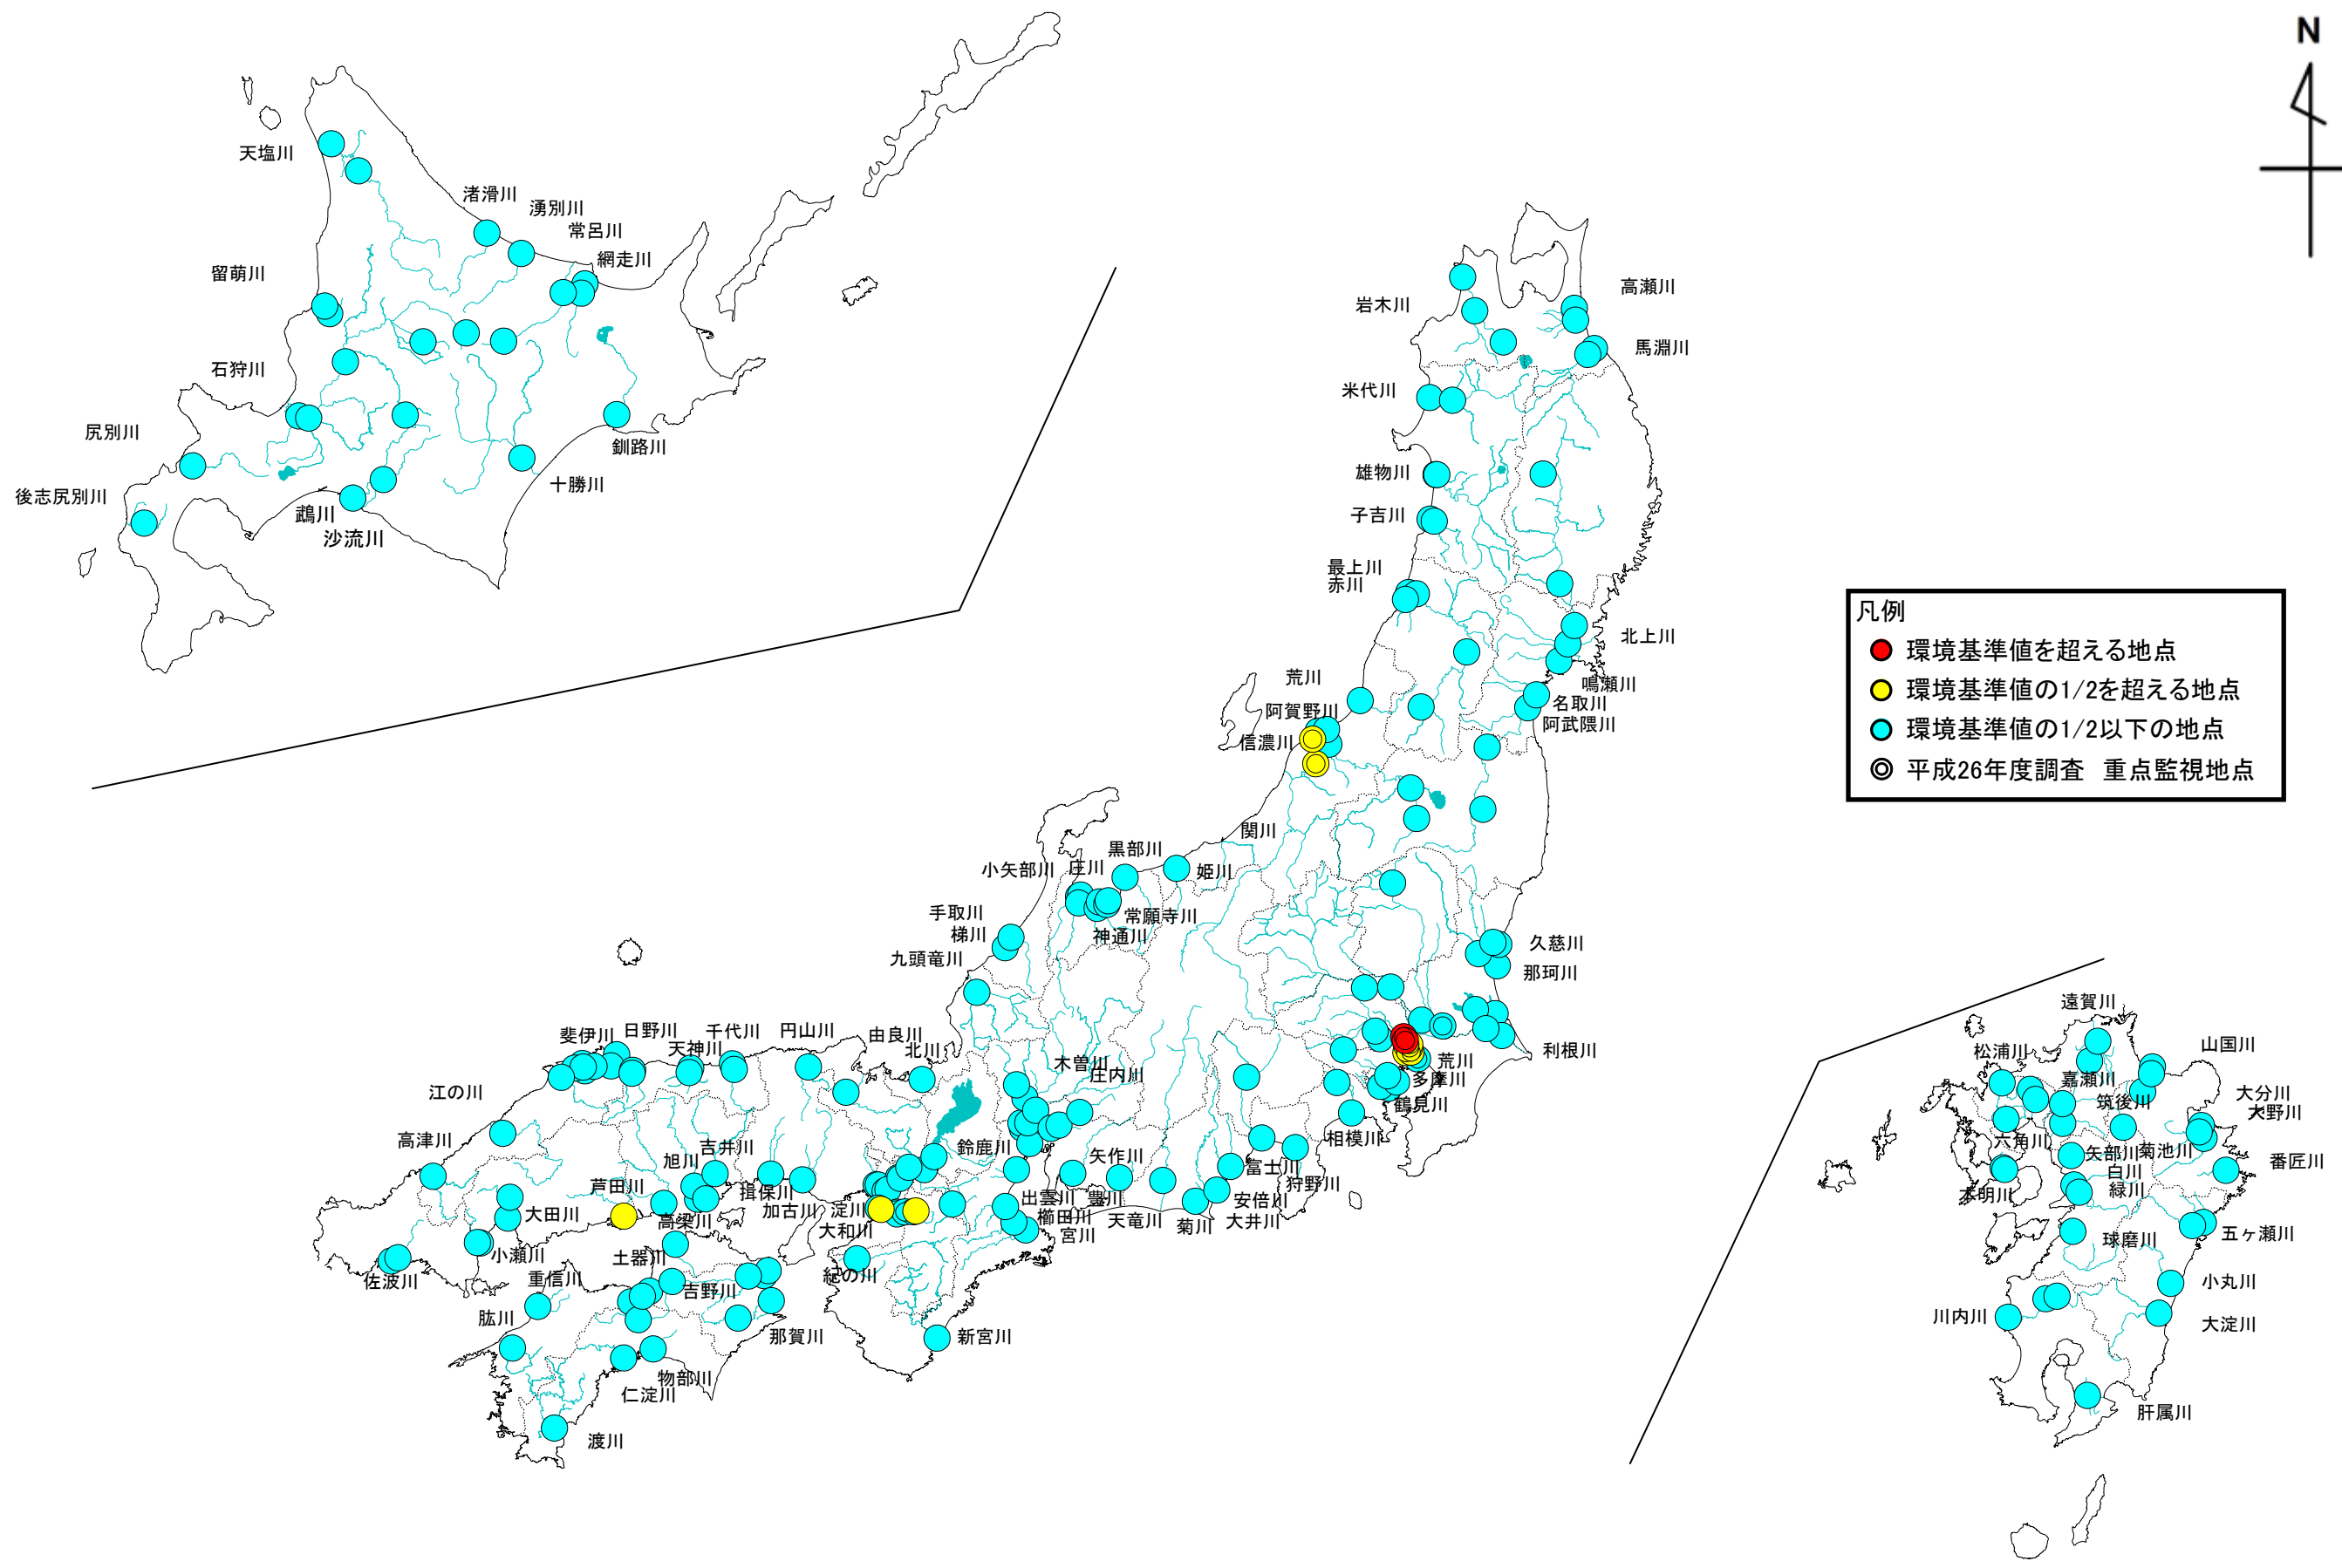 N
天塩川
渚滑川
湧別川
常呂川
網走川
留萌川
石狩川
尻別川
後志尻別川
鵡川
沙流川
十勝川
釧路川
岩木川
高瀬川
馬淵川
米代川
雄物川
子吉川
最上川
赤川
北上川
鳴瀬川
名取川
阿武隈川
荒川
阿賀野川
信濃川
関川
凡例
環境基準値を超える地点
環境基準値の1/2を超える地点
環境基準値の1/2以下の地点
平成26年度調査　重点監視地点
黒部川
小矢部川
庄川
姫川
手取川
常願寺川
梯川
神通川
九頭竜川
久慈川
那珂川
利根川
荒川
多摩川
鶴見川
相模川
斐伊川
日野川
千代川
円山川
由良川
天神川
北川
木曽川
庄内川
江の川
高津川
吉井川
旭川
芦田川
揖保川
加古川
淀川
大和川
鈴鹿川
矢作川
富士川
狩野川
出雲川
豊川
安倍川
櫛田川
天竜川
菊川
大井川
宮川
大田川
高梁川
小瀬川
土器川
佐波川
重信川
吉野川
紀の川
肱川
那賀川
新宮川
物部川
仁淀川
渡川
遠賀川
松浦川
山国川
嘉瀬川
筑後川
大分川
大野川
六角川
矢部川
菊池川
番匠川
白川
本明川
緑川
球磨川
五ヶ瀬川
小丸川
川内川
大淀川
肝属川